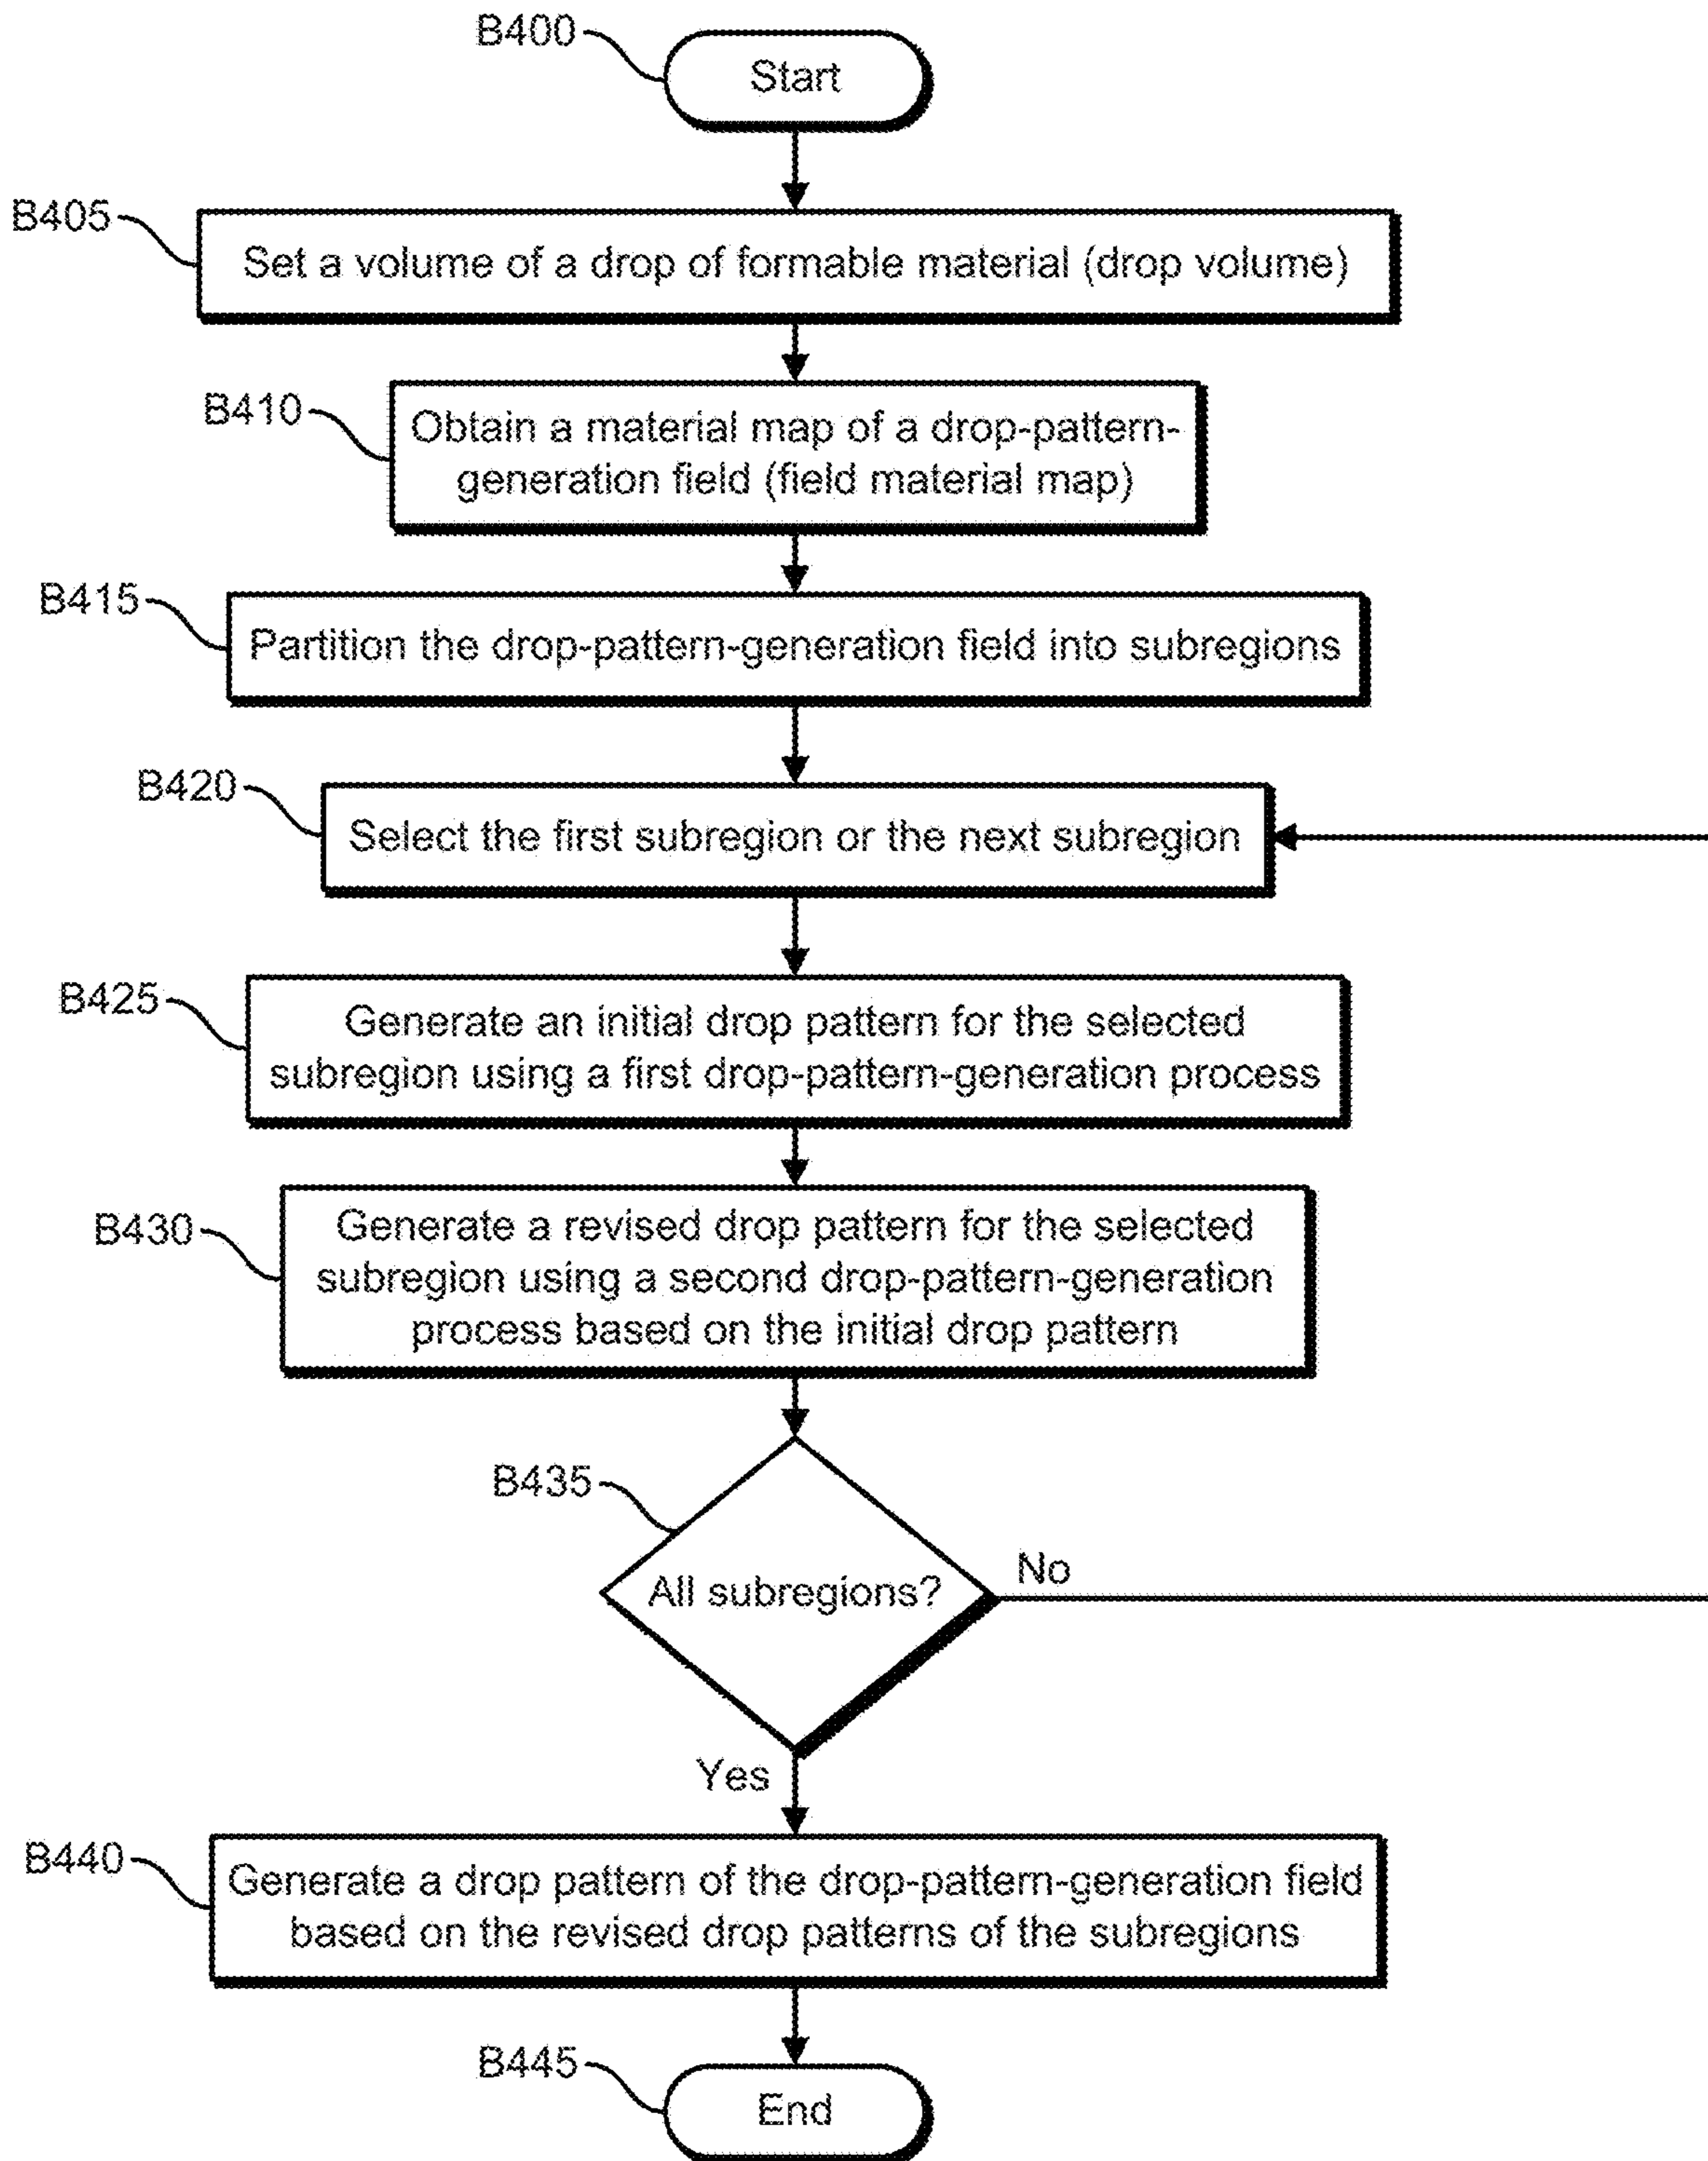 B400
Start
B405
Set a volume of a drop of formable material (drop volume)
B410
Obtain a material map of a drop-pattern-
generation field (field material map)
B415
Partition the drop-pattern-generation field into subregions
B420
Select the first subregion or the next subregion
B425
Generate an initial drop pattern for the selected
subregion using a first drop-pattern-generation process
B430
Generate a revised drop pattern for the selected
subregion using a second drop-pattern-generation
process based on the initial drop pattern
B435
All subregions?
No
Yes
B440
Generate a drop pattern of the drop-pattern-generation field
based on the revised drop patterns of the subregions
B445
End